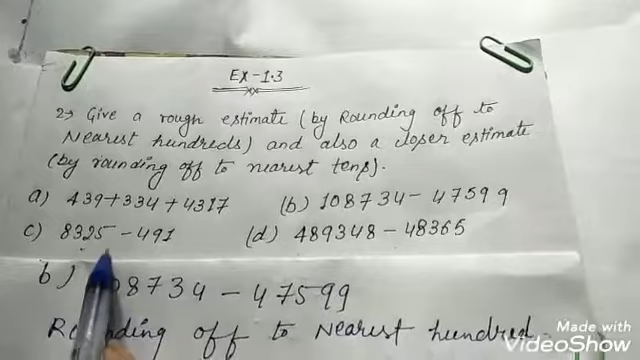 Ex-1.3
2→ Give a rough estimate (by Rounding off to
Nearest hundreds) and also a closer estimate
(by rounding off to nearest tens).
a) 439+334+4317 (b) 108734-47599
c) 8325-491 (d) 489348-48365
b) 08734-47599
off to Nearest hundred
Made with
VideoShow